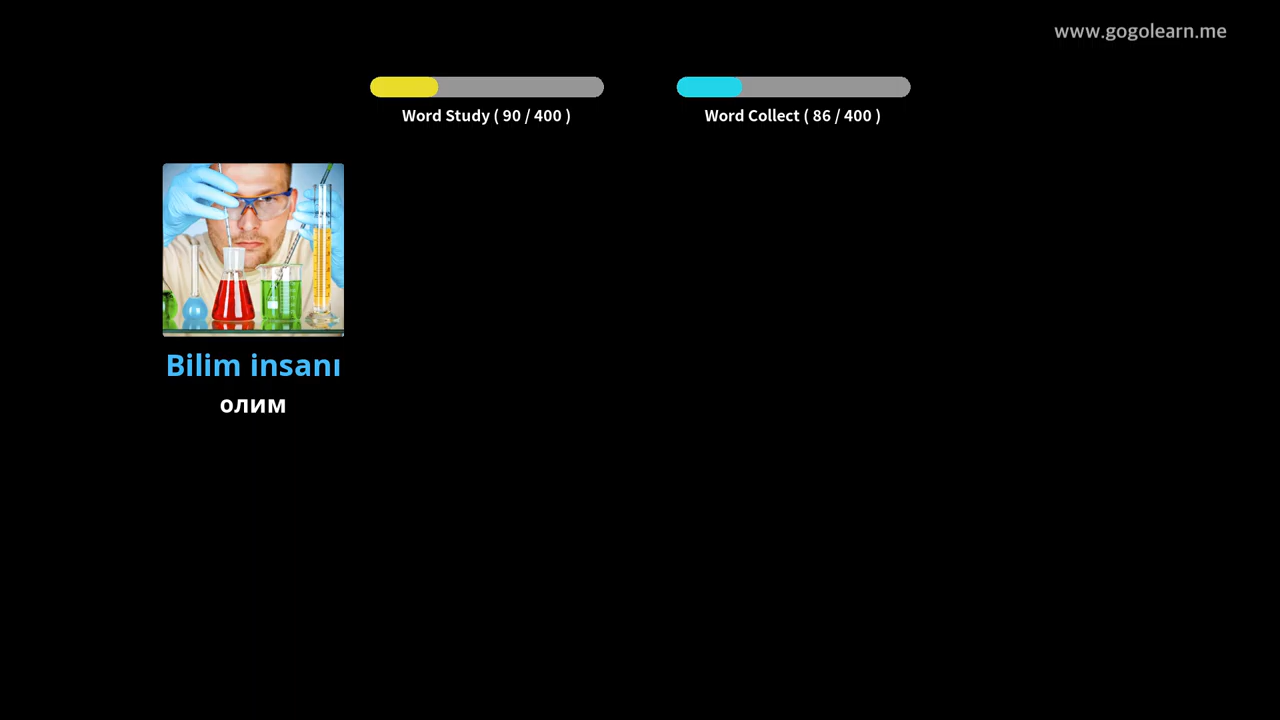 www.gogolearn.me
Word Study ( 90 / 400 )
Word Collect ( 86 / 400 )
Bilim insanı
олим